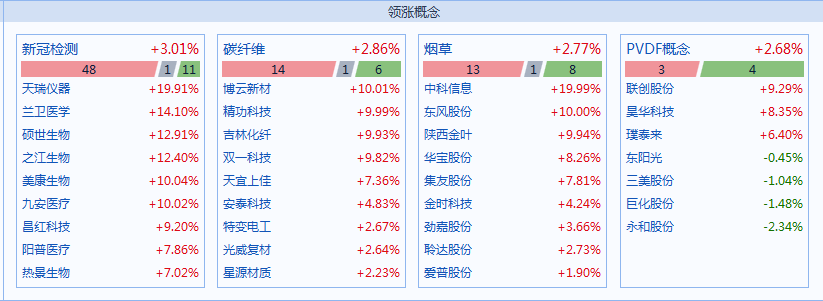 领涨概念
新冠检测 +3.01%
48 1 11
天瑞仪器 +19.91%
兰卫医学 +14.10%
硕世生物 +12.91%
之江生物 +12.40%
美康生物 +10.04%
九安医疗 +10.02%
昌红科技 +9.20%
阳普医疗 +7.86%
热景生物 +7.02%
碳纤维 +2.86%
14 1 6
博云新材 +10.01%
精功科技 +9.99%
吉林化纤 +9.93%
双一科技 +9.82%
天宜上佳 +7.36%
安泰科技 +4.83%
特变电工 +2.67%
光威复材 +2.64%
星源材质 +2.23%
烟草 +2.77%
13 1 8
中科信息 +19.99%
东风股份 +10.00%
陕西金叶 +9.94%
华宝股份 +8.26%
集友股份 +7.81%
金时科技 +4.24%
劲嘉股份 +3.66%
聆达股份 +2.73%
爱普股份 +1.90%
PVDF概念 +2.68%
3 4
联创股份 +9.29%
昊华科技 +8.35%
璞泰来 +6.40%
东阳光 -0.45%
三美股份 -1.04%
巨化股份 -1.48%
永和股份 -2.34%